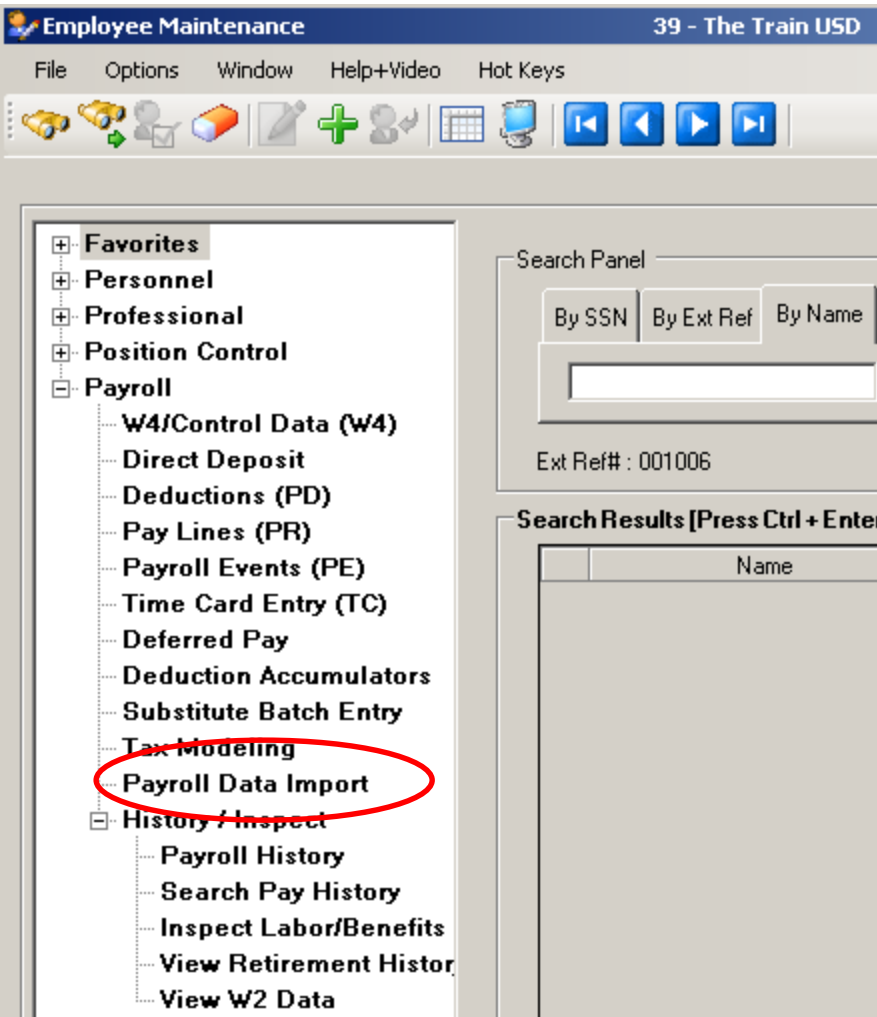 Employee Maintenance 39 - The Train USD
File Options Window Help+Video Hot Keys
Favorites
Personnel
Professional
Position Control
Payroll
W4/Control Data (W4)
Direct Deposit
Deductions (PD)
Pay Lines (PR)
Payroll Events (PE)
Time Card Entry (TC)
Deferred Pay
Deduction Accumulators
Substitute Batch Entry
Tax Modeling
Payroll Data Import
History / Inspect
Payroll History
Search Pay History
Inspect Labor/Benefits
View Retirement Histor
View W2 Data
Search Panel
By SSN By Ext Ref By Name
Ext Ref# : 001006
Search Results [Press Ctrl + Enter
Name